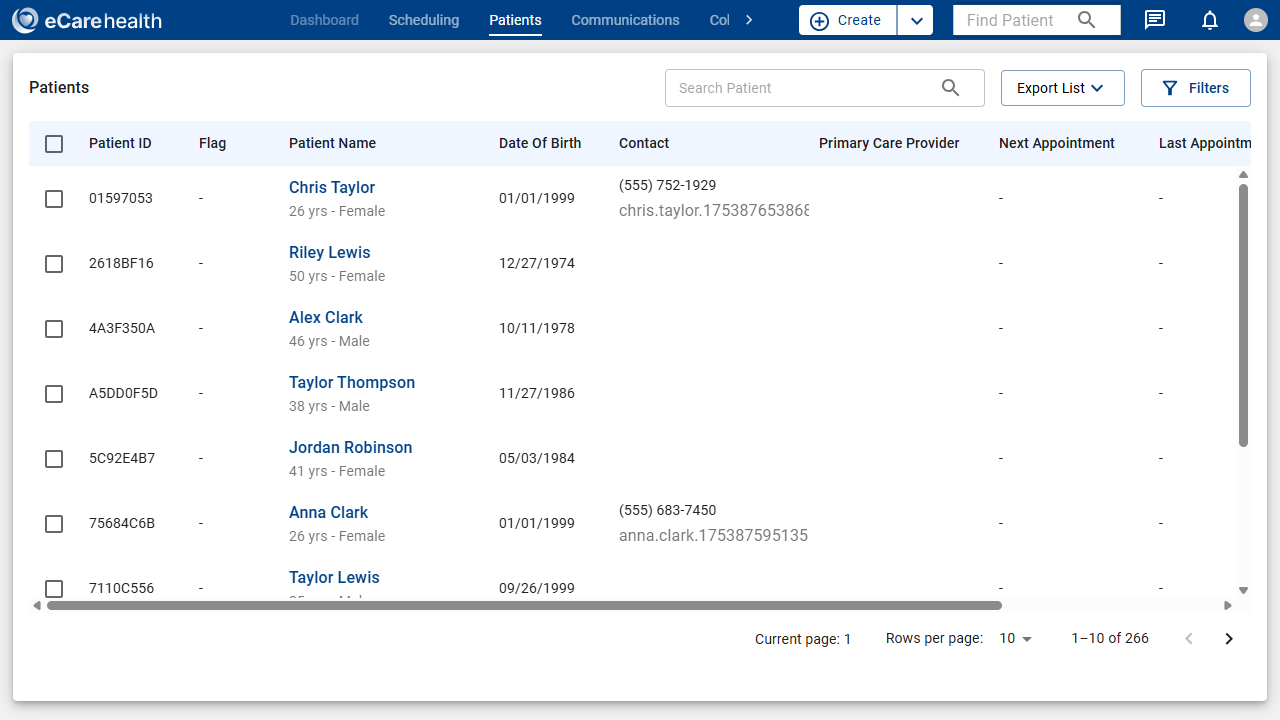 eCarehealth Dashboard Scheduling Patients Communications Col Create Find Patient
Patients Search Patient Export List Filters
Patient ID Flag Patient Name Date Of Birth Contact Primary Care Provider Next Appointment Last Appointm
01597053 - Chris Taylor 01/01/1999 (555) 752-1929 - -
26 yrs - Female chris.taylor.175387653868
2618BF16 - Riley Lewis 12/27/1974 - -
50 yrs - Female
4A3F350A - Alex Clark 10/11/1978 - -
46 yrs - Male
A5DD0F5D - Taylor Thompson 11/27/1986 - -
38 yrs - Male
5C92E4B7 - Jordan Robinson 05/03/1984 - -
41 yrs - Female
75684C6B - Anna Clark 01/01/1999 (555) 683-7450 - -
26 yrs - Female anna.clark.175387595135
7110C556 - Taylor Lewis 09/26/1999 - -
Current page: 1 Rows per page: 10 1–10 of 266